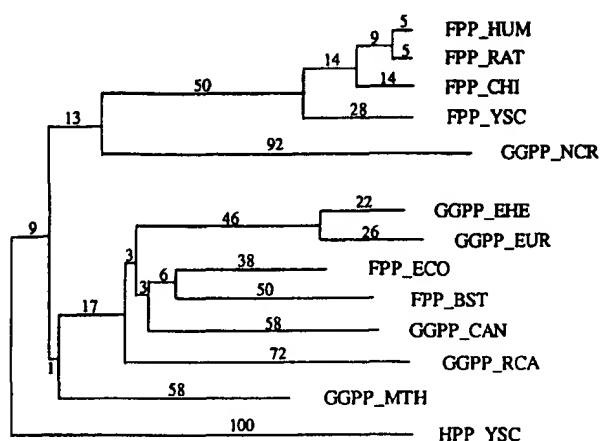 5 FPP_HUM
9
5 FPP_RAT
14
14 FPP_CHI
50
28 FPP_YSC
13
92 GGPP_NCR
22 GGPP_EHE
46
26 GGPP_EUR
9
3
38 FPP_ECO
6
3
50 FPP_BST
17
58 GGPP_CAN
72 GGPP_RCA
1
58 GGPP_MTH
100 HPP_YSC